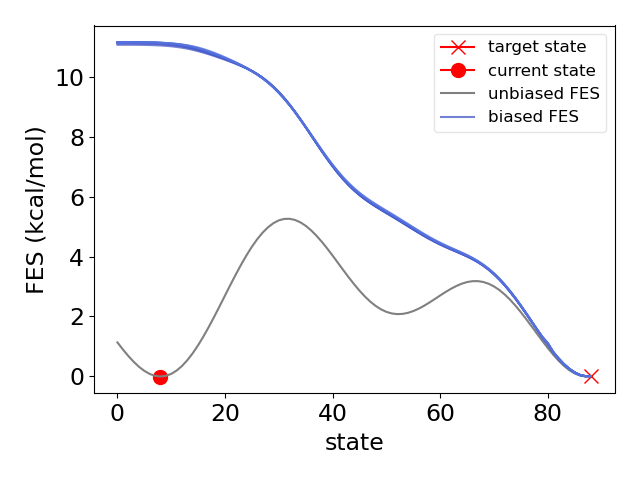 target state
current state
unbiased FES
biased FES
FES (kcal/mol)
10
8
6
4
2
0
0 20 40 60 80
state